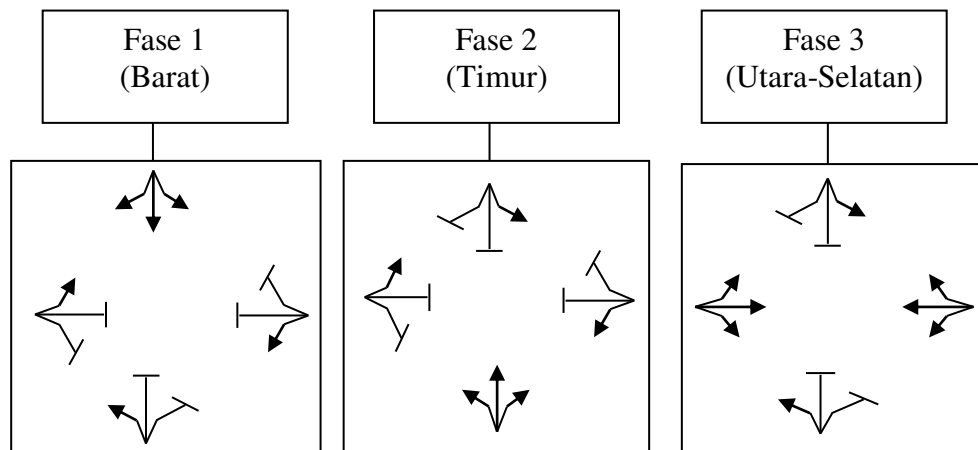 Fase 1
(Barat)
Fase 2
(Timur)
Fase 3
(Utara-Selatan)